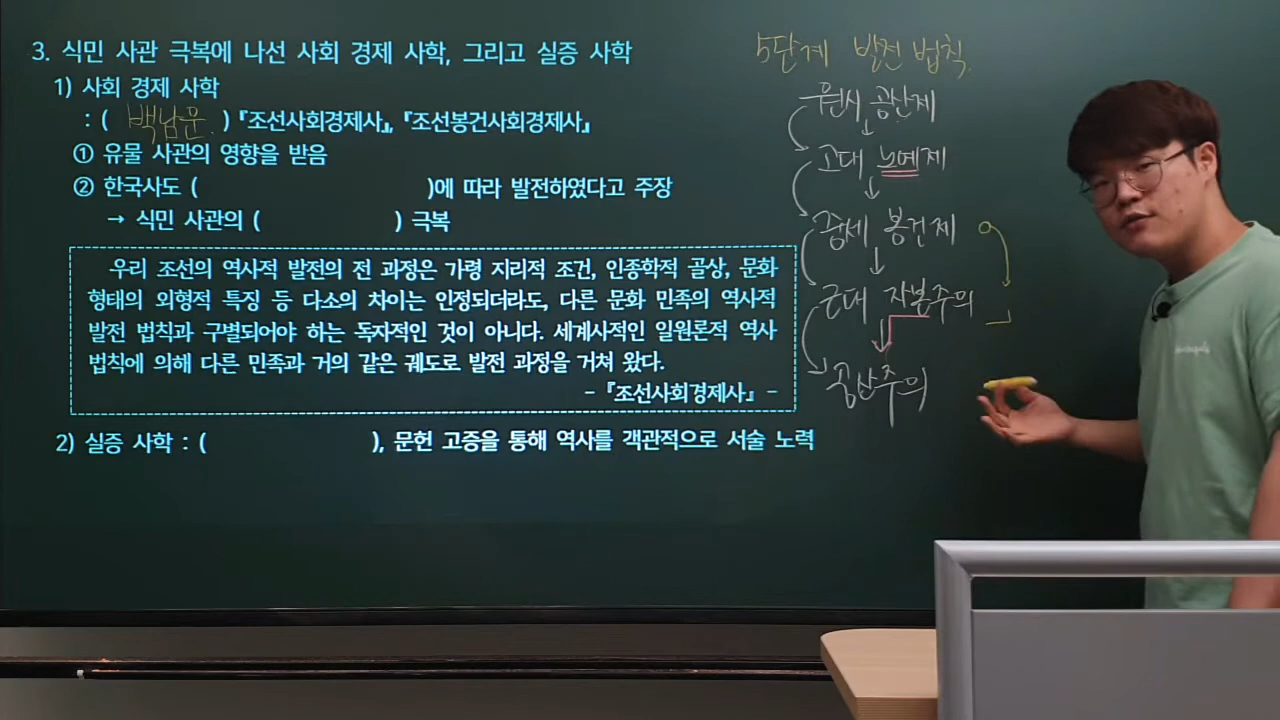 3. 식민 사관 극복에 나선 사회 경제 사학, 그리고 실증 사학
1) 사회 경제 사학
: ( 백남운 ) 『조선사회경제사』, 『조선봉건사회경제사』
① 유물 사관의 영향을 받음
② 한국사도 ( )에 따라 발전하였다고 주장
→ 식민 사관의 ( ) 극복
우리 조선의 역사적 발전의 전 과정은 가령 지리적 조건, 인종학적 골상, 문화
형태의 외형적 특징 등 다소의 차이는 인정되더라도, 다른 문화 민족의 역사적
발전 법칙과 구별되어야 하는 독자적인 것이 아니다. 세계사적인 일원론적 역사
법칙에 의해 다른 민족과 거의 같은 궤도로 발전 과정을 거쳐 왔다.
- 『조선사회경제사』 -
2) 실증 사학 : ( ), 문헌 고증을 통해 역사를 객관적으로 서술 노력
5단계 발전 법칙.
원시 공산제
↓
고대 노예제
↓
중세 봉건제
↓
근대 자본주의
↓
공산주의